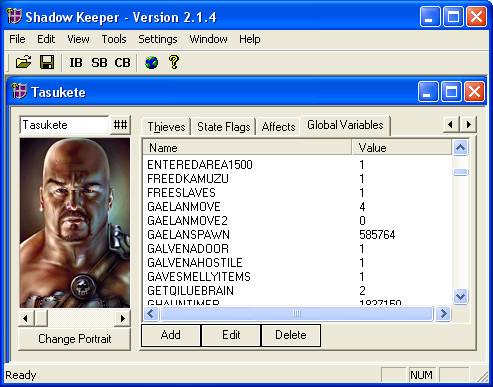 Shadow Keeper - Version 2.1.4
File Edit View Tools Settings Window Help
IB SB CB ?
Tasukete
Tasukete ##
Thieves State Flags Affects Global Variables
Name Value
ENTEREDAREA1500 1
FREEDKAMUZU 1
FREESLAVES 1
GAELANMOVE 4
GAELANMOVE2 0
GAELANSPAWN 585764
GALVENADOOR 1
GALVENAHOSTILE 1
GAVESMELLYITEMS 1
GETQILUEBRAIN 2
GHAUNTIMER 1837150
Change Portrait
Add Edit Delete
Ready NUM